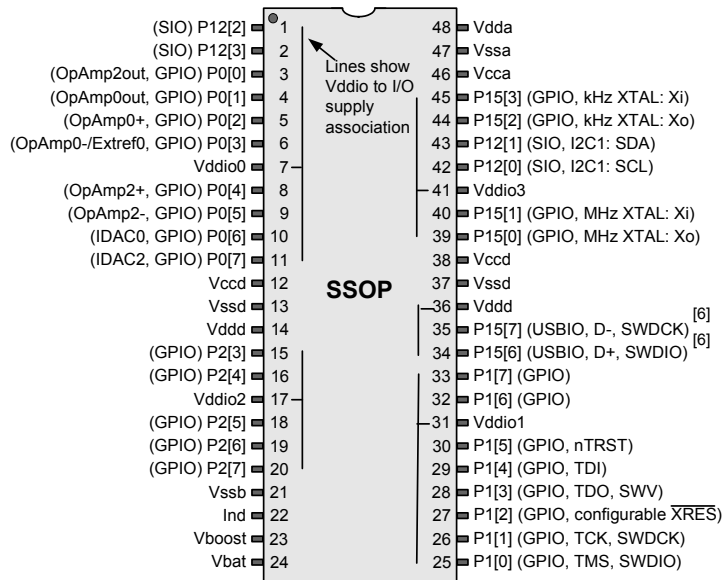 (SIO) P12[2] 1 48 Vdda
(SIO) P12[3] 2 47 Vssa
(OpAmp2out, GPIO) P0[0] 3 46 Vcca
(OpAmp0out, GPIO) P0[1] 4 45 P15[3] (GPIO, kHz XTAL: Xi)
(OpAmp0+, GPIO) P0[2] 5 44 P15[2] (GPIO, kHz XTAL: Xo)
(OpAmp0-/Extref0, GPIO) P0[3] 6 43 P12[1] (SIO, I2C1: SDA)
Vddio0 7 42 P12[0] (SIO, I2C1: SCL)
(OpAmp2+, GPIO) P0[4] 8 41 Vddio3
(OpAmp2-, GPIO) P0[5] 9 40 P15[1] (GPIO, MHz XTAL: Xi)
(IDAC0, GPIO) P0[6] 10 39 P15[0] (GPIO, MHz XTAL: Xo)
(IDAC2, GPIO) P0[7] 11 38 Vccd
Vccd 12 37 Vssd
Vssd 13 36 Vddd
Vddd 14 35 P15[7] (USBIO, D-, SWDCK) [6]
(GPIO) P2[3] 15 34 P15[6] (USBIO, D+, SWDIO) [6]
(GPIO) P2[4] 16 33 P1[7] (GPIO)
Vddio2 17 32 P1[6] (GPIO)
(GPIO) P2[5] 18 31 Vddio1
(GPIO) P2[6] 19 30 P1[5] (GPIO, nTRST)
(GPIO) P2[7] 20 29 P1[4] (GPIO, TDI)
Vssb 21 28 P1[3] (GPIO, TDO, SWV)
Ind 22 27 P1[2] (GPIO, configurable XRES)
Vboost 23 26 P1[1] (GPIO, TCK, SWDCK)
Vbat 24 25 P1[0] (GPIO, TMS, SWDIO)
Lines show
Vddio to I/O
supply
association
SSOP